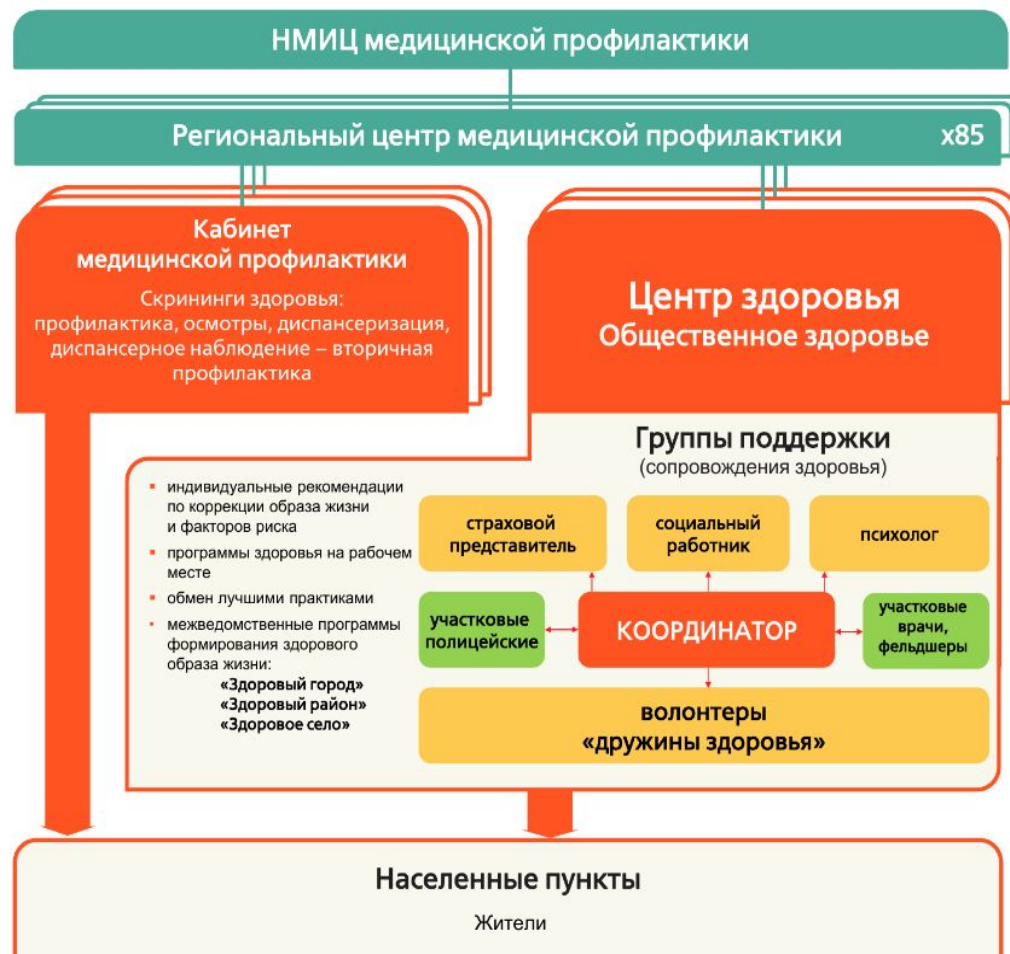 НМИЦ медицинской профилактики
Региональный центр медицинской профилактики x85
Кабинет
медицинской профилактики
Скрининги здоровья:
профилактика, осмотры, диспансеризация,
диспансерное наблюдение – вторичная
профилактика
Центр здоровья
Общественное здоровье
Группы поддержки
(сопровождения здоровья)
▪ индивидуальные рекомендации
по коррекции образа жизни
и факторов риска
▪ программы здоровья на рабочем
месте
▪ обмен лучшими практиками
▪ межведомственные программы
формирования здорового
образа жизни:
«Здоровый город»
«Здоровый район»
«Здоровое село»
страховой
представитель
социальный
работник
психолог
участковые
полицейские
КООРДИНАТОР
участковые
врачи,
фельдшеры
волонтеры
«дружины здоровья»
Населенные пункты
Жители